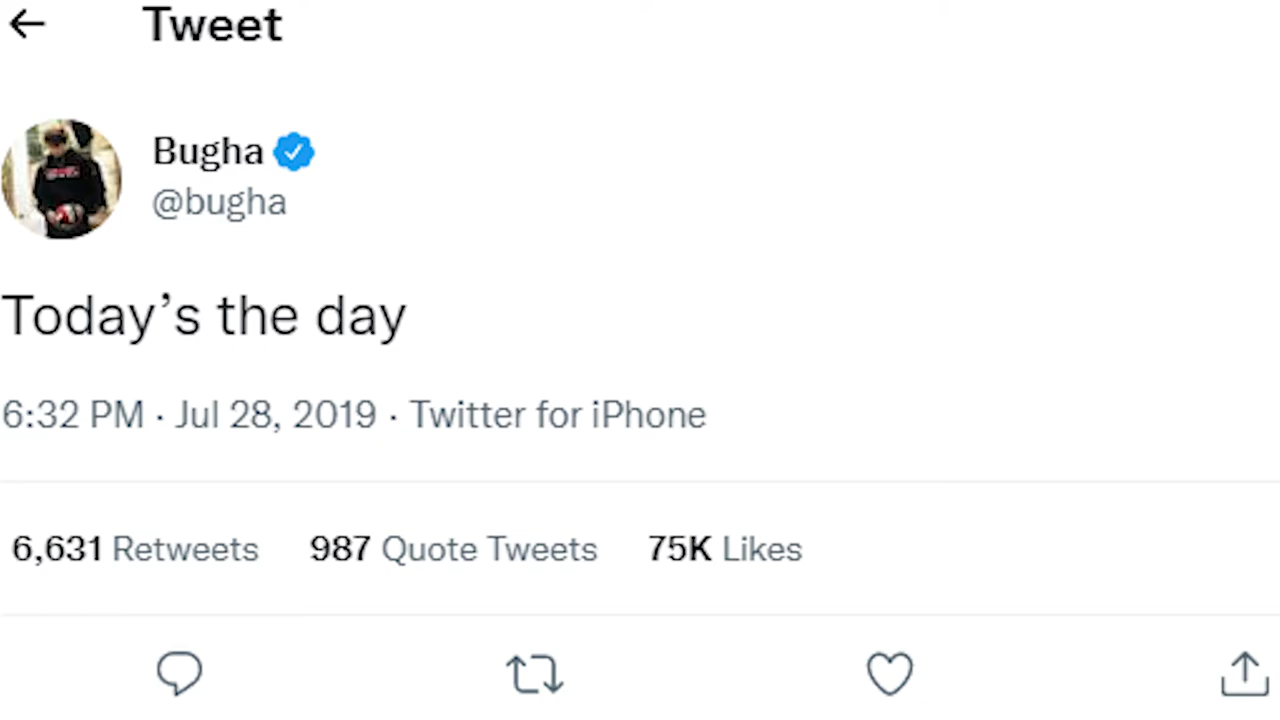 Tweet
Bugha
@bugha
Today’s the day
6:32 PM · Jul 28, 2019 · Twitter for iPhone
6,631 Retweets 987 Quote Tweets 75K Likes